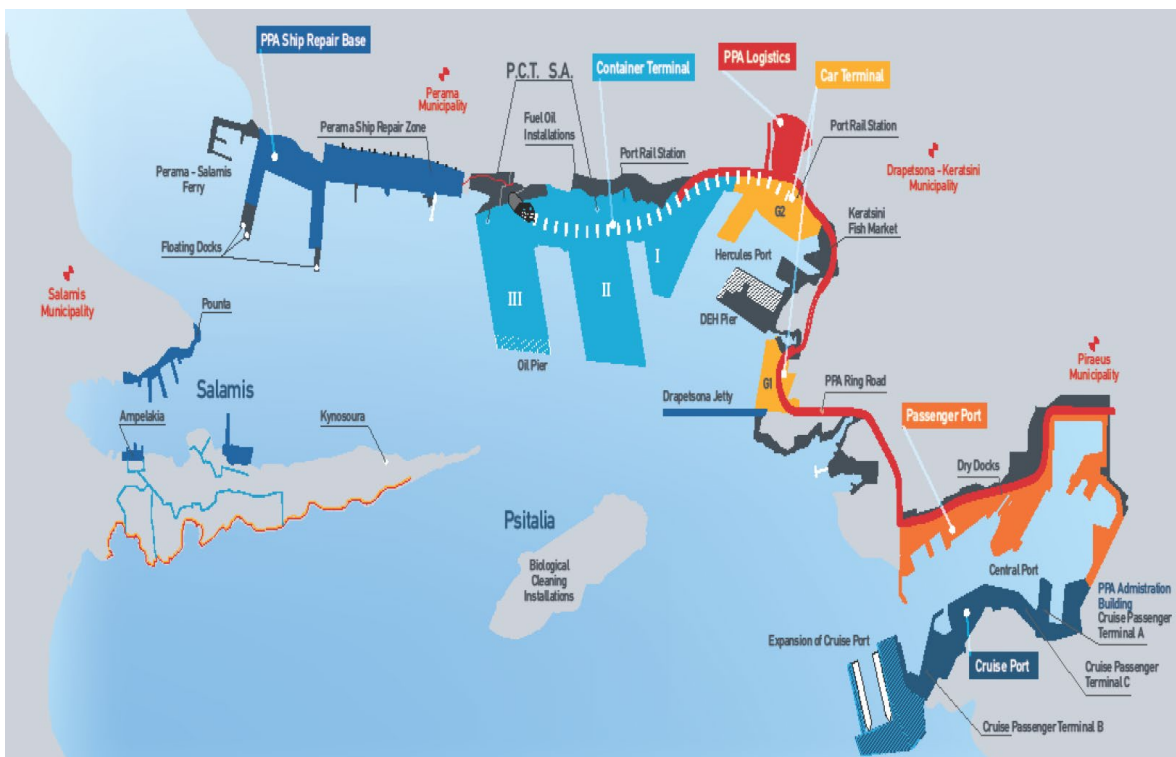 PPA Ship Repair Base
Perama
Municipality
P.C.T. S.A.
Container Terminal
PPA Logistics
Car Terminal
Fuel Oil
Installations
Perama Ship Repair Zone
Port Rail Station
Port Rail Station
Drapetsona - Keratsini
Municipality
Perama - Salamis
Ferry
G2
Keratsini
Fish Market
Floating Docks
Hercules Port
I
II
III
Salamis
Municipality
Pounta
DEH Pier
Oil Pier
Piraeus
Municipality
G1
PPA Ring Road
Salamis
Drapetsona Jetty
Passenger Port
Ampelakia
Kynosoura
Dry Docks
Psitalia
Biological
Cleaning
Installations
Central Port
PPA Admistration
Building
Cruise Passenger
Terminal A
Expansion of Cruise Port
Cruise Port
Cruise Passenger
Terminal C
Cruise Passenger Terminal B